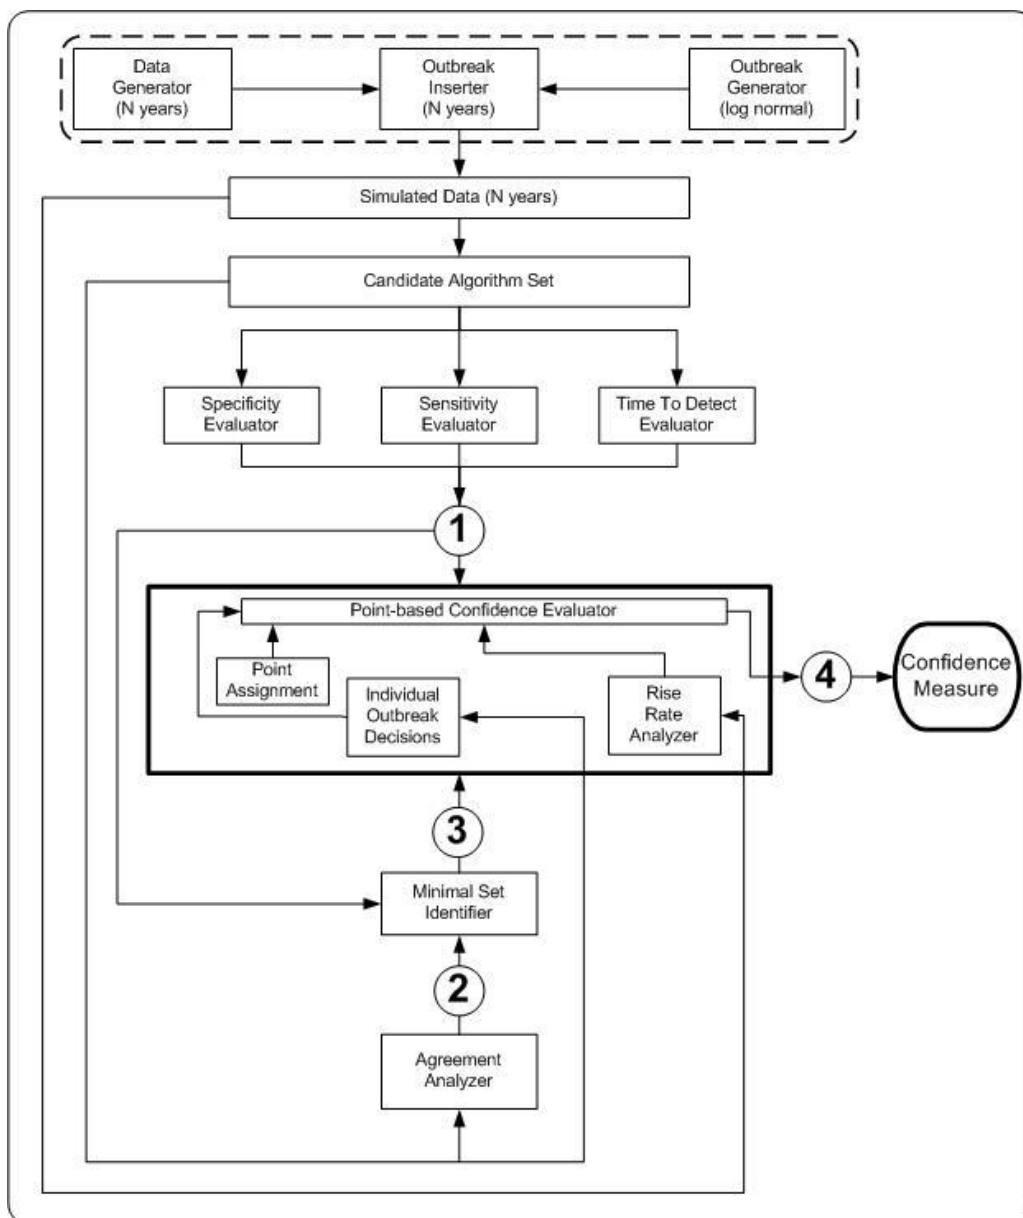 Data
Generator
(N years)
Outbreak
Inserter
(N years)
Outbreak
Generator
(log normal)
Simulated Data (N years)
Candidate Algorithm Set
Specificity
Evaluator
Sensitivity
Evaluator
Time To Detect
Evaluator
1
Point-based Confidence Evaluator
Point
Assignment
Individual
Outbreak
Decisions
Rise
Rate
Analyzer
4
Confidence
Measure
3
Minimal Set
Identifier
2
Agreement
Analyzer